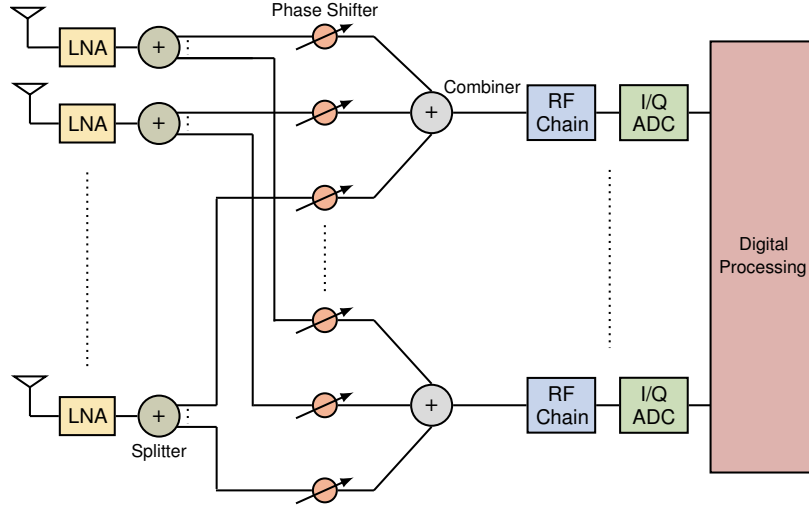 Phase Shifter
LNA
+
Combiner
LNA
+
+
RF
Chain
I/Q
ADC
Digital
Processing
LNA
+
+
RF
Chain
I/Q
ADC
Splitter